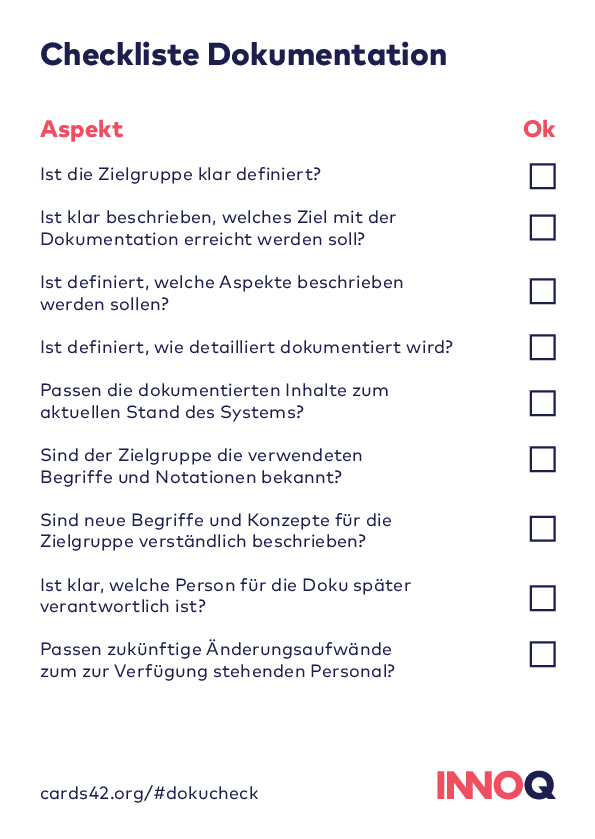 Checkliste Dokumentation
Aspekt Ok
Ist die Zielgruppe klar definiert?
Ist klar beschrieben, welches Ziel mit der
Dokumentation erreicht werden soll?
Ist definiert, welche Aspekte beschrieben
werden sollen?
Ist definiert, wie detailliert dokumentiert wird?
Passen die dokumentierten Inhalte zum
aktuellen Stand des Systems?
Sind der Zielgruppe die verwendeten
Begriffe und Notationen bekannt?
Sind neue Begriffe und Konzepte für die
Zielgruppe verständlich beschrieben?
Ist klar, welche Person für die Doku später
verantwortlich ist?
Passen zukünftige Änderungsaufwände
zum zur Verfügung stehenden Personal?
cards42.org/#dokucheck
INNOQ